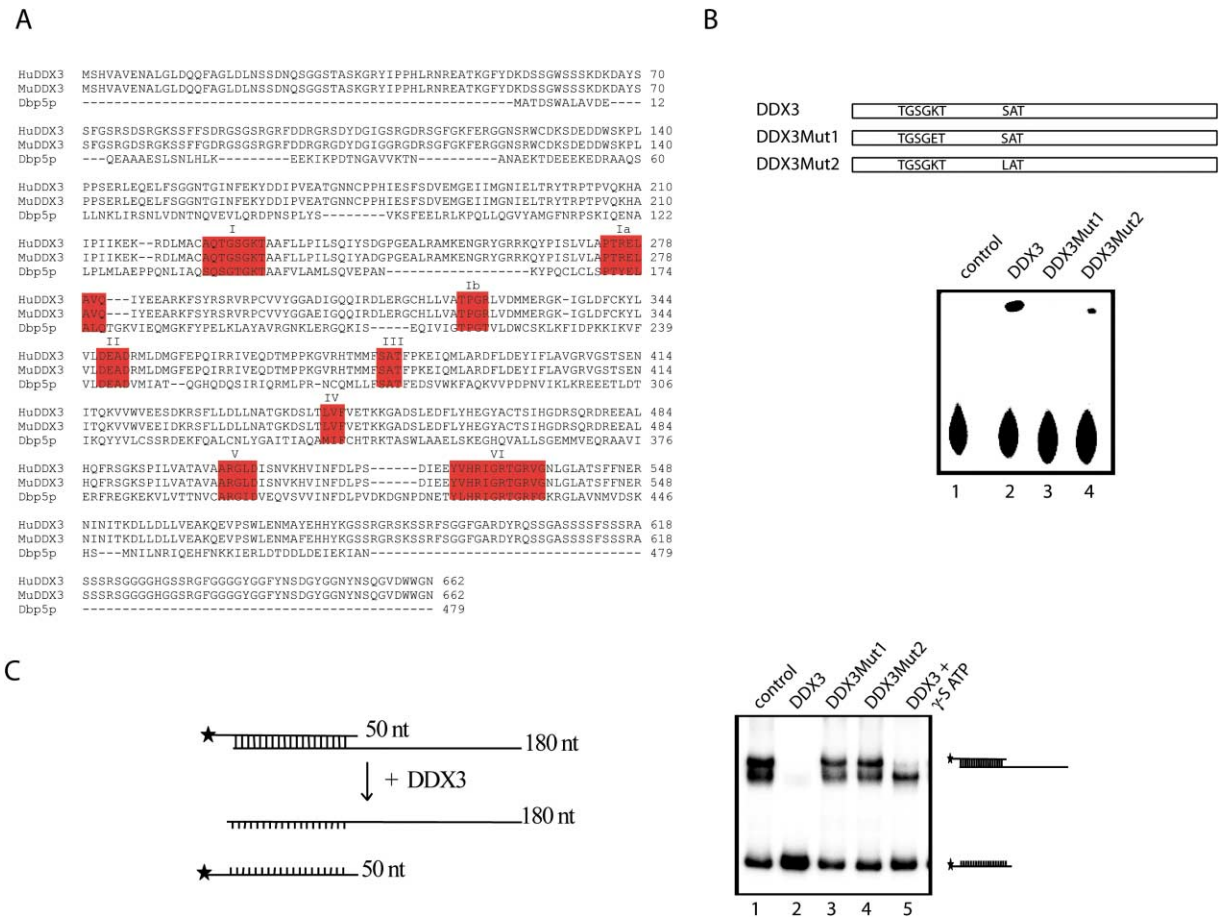 A
HuDDX3 MSHVAVENALGLDQQFAGLDLNSSDNQSGGSTASKGRYIPPHLRNREATKGFYDKDSSGWSSSKDKDAYS 70
MuDDX3 MSHVAVENALGLDQQFAGLDLNSSDNQSGGSTASKGRYIPPHLRNREATKGFYDKDSSGWSSSKDKDAYS 70
Dbp5p ------------------------------------------------------MATDSWALAVDE---- 12
HuDDX3 SFGSRSDSRGKSSFFSDRGSGSRGRFDDRGRSDYDGIGSRGDRSGFGKFERGGNSRWCDKSDEDDWSKPL 140
MuDDX3 SFGSRSDSRGKSSFFSDRGSGSRGRFDDRGRSDYDGIGGRGDRSGFGKFERGGNSRWCDKSDEDDWSKPL 140
Dbp5p ---QEAAAESLSNLHLK-------EEKIKPDTNGAVVKTN----------ANAEKTDEEEKEDRAAQS 60
HuDDX3 PPSERLEQELFSGGNTGINFEKYDDIPVEATGNNCPPHIESFSDVEMGEIIMGNIELTRYTRPTPVQKHA 210
MuDDX3 PPSERLEQELFSGGNTGINFEKYDDIPVEATGNNCPPHIESFSDVEMGEIIMGNIELTRYTRPTPVQKHA 210
Dbp5p LLNKLIRSNLVDNTNQVEVLQRDPNSPLYS--------VKSFEELRLKPQLLQGVYAMGFNRPSKIQENA 122
I Ia
HuDDX3 IPIIKEK--RDLMACAQTGSGKTAAFLLPILSQIYSDGPGEALRAMKENGRYGRRKQYPISLVLAPTREL 278
MuDDX3 IPIIKEK--RDLMACAQTGSGKTAAFLLPILSQIYADGPGEALRAMKENGRYGRRKQYPISLVLAPTREL 278
Dbp5p LPLMLAEPPQNLIAQSQSGTGKTAAFVLAMLSQVEPAN---------------KYPQCLCLSPTYEL 174
Ib
HuDDX3 AVQ---IYEEARKFSYRSRVRPCVVYGGADIGQQIRDLERGCHLLVATPGRLVDMMERGK-IGLDFCKYL 344
MuDDX3 AVQ---IYEEARKFSYRSRVRPCVVYGGAEIGQQIRDLERGCHLLVATPGRLVDMMERGK-IGLDFCKYL 344
Dbp5p ALQTGKVIEQMGKFYPELKLAYAVRGNKLERGQKIS-----EQIVIGTPGTVLDWCSKLKFIDPKKIKVF 239
II III
HuDDX3 VLDEADRMLDMGFEPQIRRIVEQDTMPPKGVRHTMMFSATFPKEIQMLARDFLDEYIFLAVGRVGSTSEN 414
MuDDX3 VLDEADRMLDMGFEPQIRRIVEQDTMPPKGVRHTMMFSATFPKEIQMLARDFLDEYIFLAVGRVGSTSEN 414
Dbp5p VLDEADVMIAT--QGHQDQSIRIQRMLPR-NCQMLLFSATFEDSVWKFAQKVVPDPNVIKLKREEETLDT 306
IV
HuDDX3 ITQKVVWVEESDKRSFLLDLLNATGKDSLTLVFVETKKGADSLEDFLYHEGYACTSIHGDRSQRDREEAL 484
MuDDX3 ITQKVVWVEEADKRSFLLDLLNATGKDSLTLVFVETKKGADSLEDFLYHEGYACTSIHGDRSQRDREEAL 484
Dbp5p IKQYYVLCSSRDEKFQALCNLYGAITIAQAMIFCHTRKTASWLAAELSKEGHQVALLSGEMMVEQRAAVI 376
V VI
HuDDX3 HQFRSGKSPILVATAVAARGLDISNVKHVINFDLPS------DIEEYVHRIGRTGRVGNLGLATSFFNER 548
MuDDX3 HQFRSGKSPILVATAVAARGLDISNVKHVINFDLPS------DIEEYVHRIGRTGRVGNLGLATSFFNER 548
Dbp5p ERFREGKEKVLVTTNVCARGIDVEQVSVVINFDLPVDKDGNPDNETYLHRIGRTGRFGKRGLAVNMVDSK 446
HuDDX3 NINITKDLLDLLVEAKQEVPSWLENMAYEHHYKGSSRGRSKSSRFSGGFGARDYRQSSGASSSSFSSSRA 618
MuDDX3 NINITKDLLDLLVEAKQEVPSWLENMAFEHHYKGSSRGRSKSSRFSGGFGARDYRQSSGASSSSFSSSRA 618
Dbp5p HS---MNILNRIQEHFNKKIERLDTDDLDEIEKIAN---------------------------------- 479
HuDDX3 SSSRSGGGGHGSSRGFGGGGYGGFYNSDGYGGNYNSQGVDWWGN 662
MuDDX3 SSSRSGGGGHGSSRGFGGGGYGGFYNSDGYGGNYNSQGVDWWGN 662
Dbp5p -------------------------------------------- 479
B
DDX3 TGSGKT SAT
DDX3Mut1 TGSGET SAT
DDX3Mut2 TGSGKT LAT
control DDX3 DDX3Mut1 DDX3Mut2
1 2 3 4
C
50 nt
180 nt
+ DDX3
180 nt
50 nt
control DDX3 DDX3Mut1 DDX3Mut2 DDX3 + γ-S ATP
1 2 3 4 5